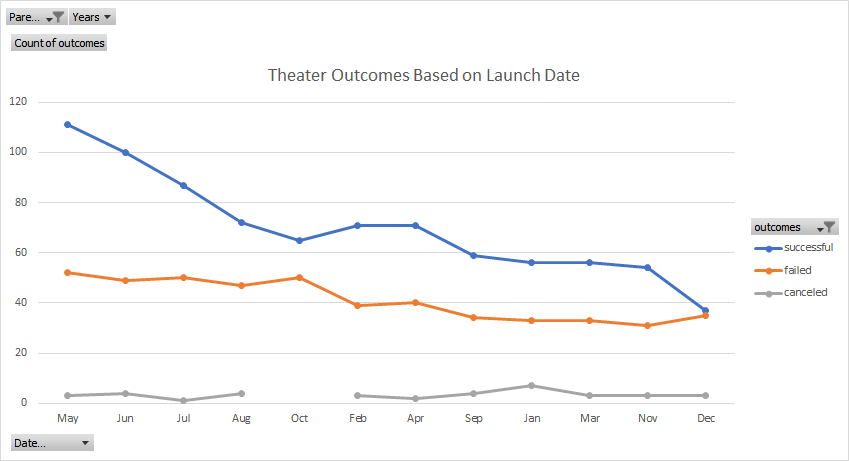 Pare... Years
Count of outcomes
Theater Outcomes Based on Launch Date
120
100
80
60
40
20
0
May Jun Jul Aug Oct Feb Apr Sep Jan Mar Nov Dec
outcomes
successful
failed
canceled
Date...